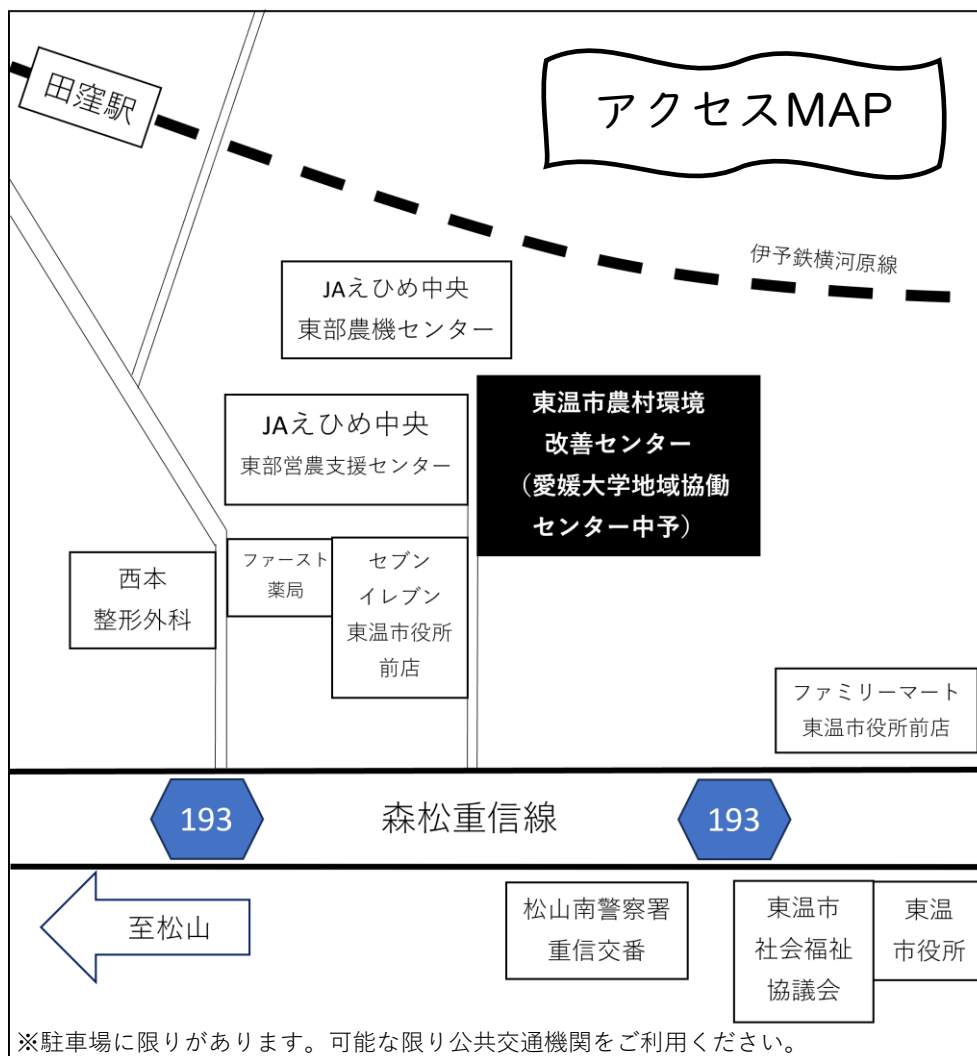 アクセスMAP
田窪駅
伊予鉄横河原線
JAえひめ中央
東部農機センター
東温市農村環境
改善センター
（愛媛大学地域協働
センター中予）
JAえひめ中央
東部営農支援センター
西本
整形外科
ファースト
薬局
セブン
イレブン
東温市役所
前店
ファミリーマート
東温市役所前店
193
森松重信線
193
至松山
松山南警察署
重信交番
東温市
社会福祉
協議会
東温
市役所
※駐車場に限りがあります。可能な限り公共交通機関をご利用ください。